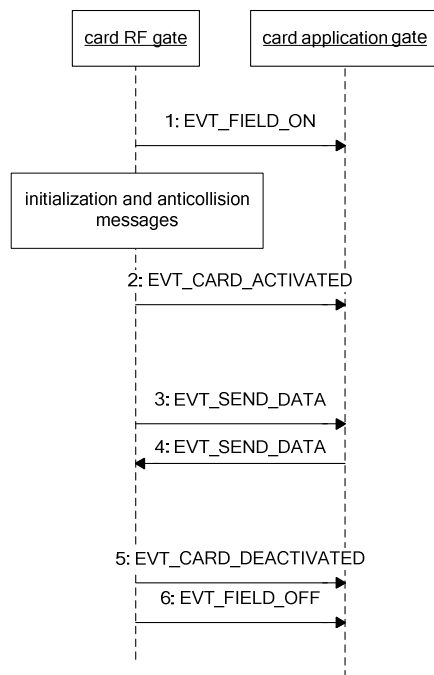 card RF gate
card application gate
1: EVT_FIELD_ON
initialization and anticollision
messages
2: EVT_CARD_ACTIVATED
3: EVT_SEND_DATA
4: EVT_SEND_DATA
5: EVT_CARD_DEACTIVATED
6: EVT_FIELD_OFF